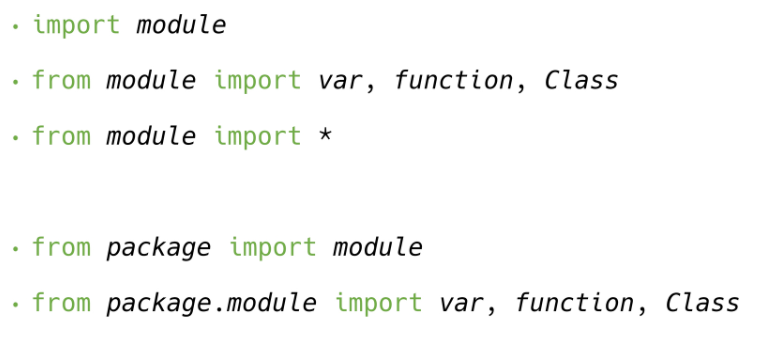 • import module
• from module import var, function, Class
• from module import *
• from package import module
• from package.module import var, function, Class